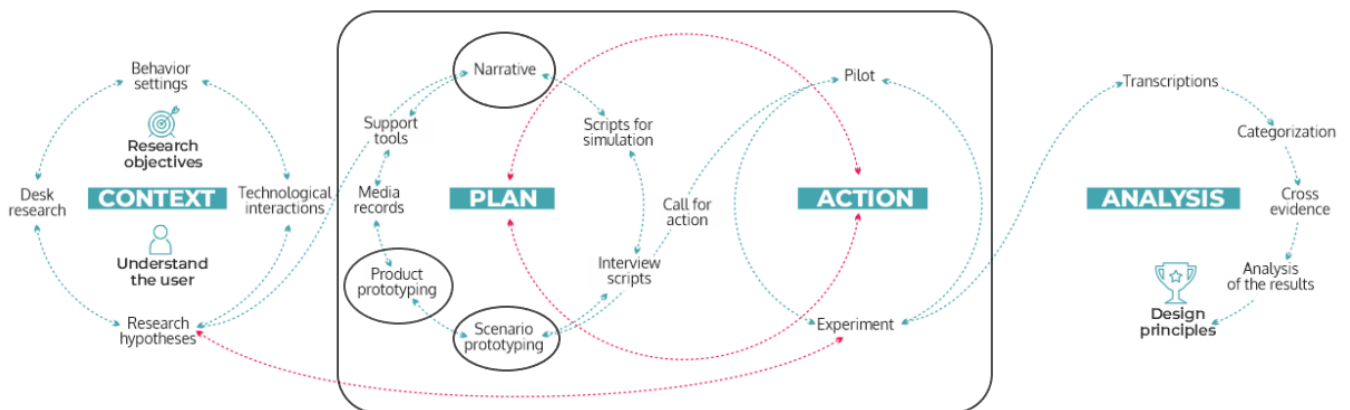 Behavior
settings
Research
objectives
Desk
research
CONTEXT
Technological
interactions
Understand
the user
Research
hypotheses
Narrative
Support
tools
Scripts for
simulation
Media
records
PLAN
Product
prototyping
Interview
scripts
Scenario
prototyping
Call for
action
Pilot
ACTION
Experiment
Transcriptions
Categorization
ANALYSIS
Cross
evidence
Analysis
of the results
Design
principles